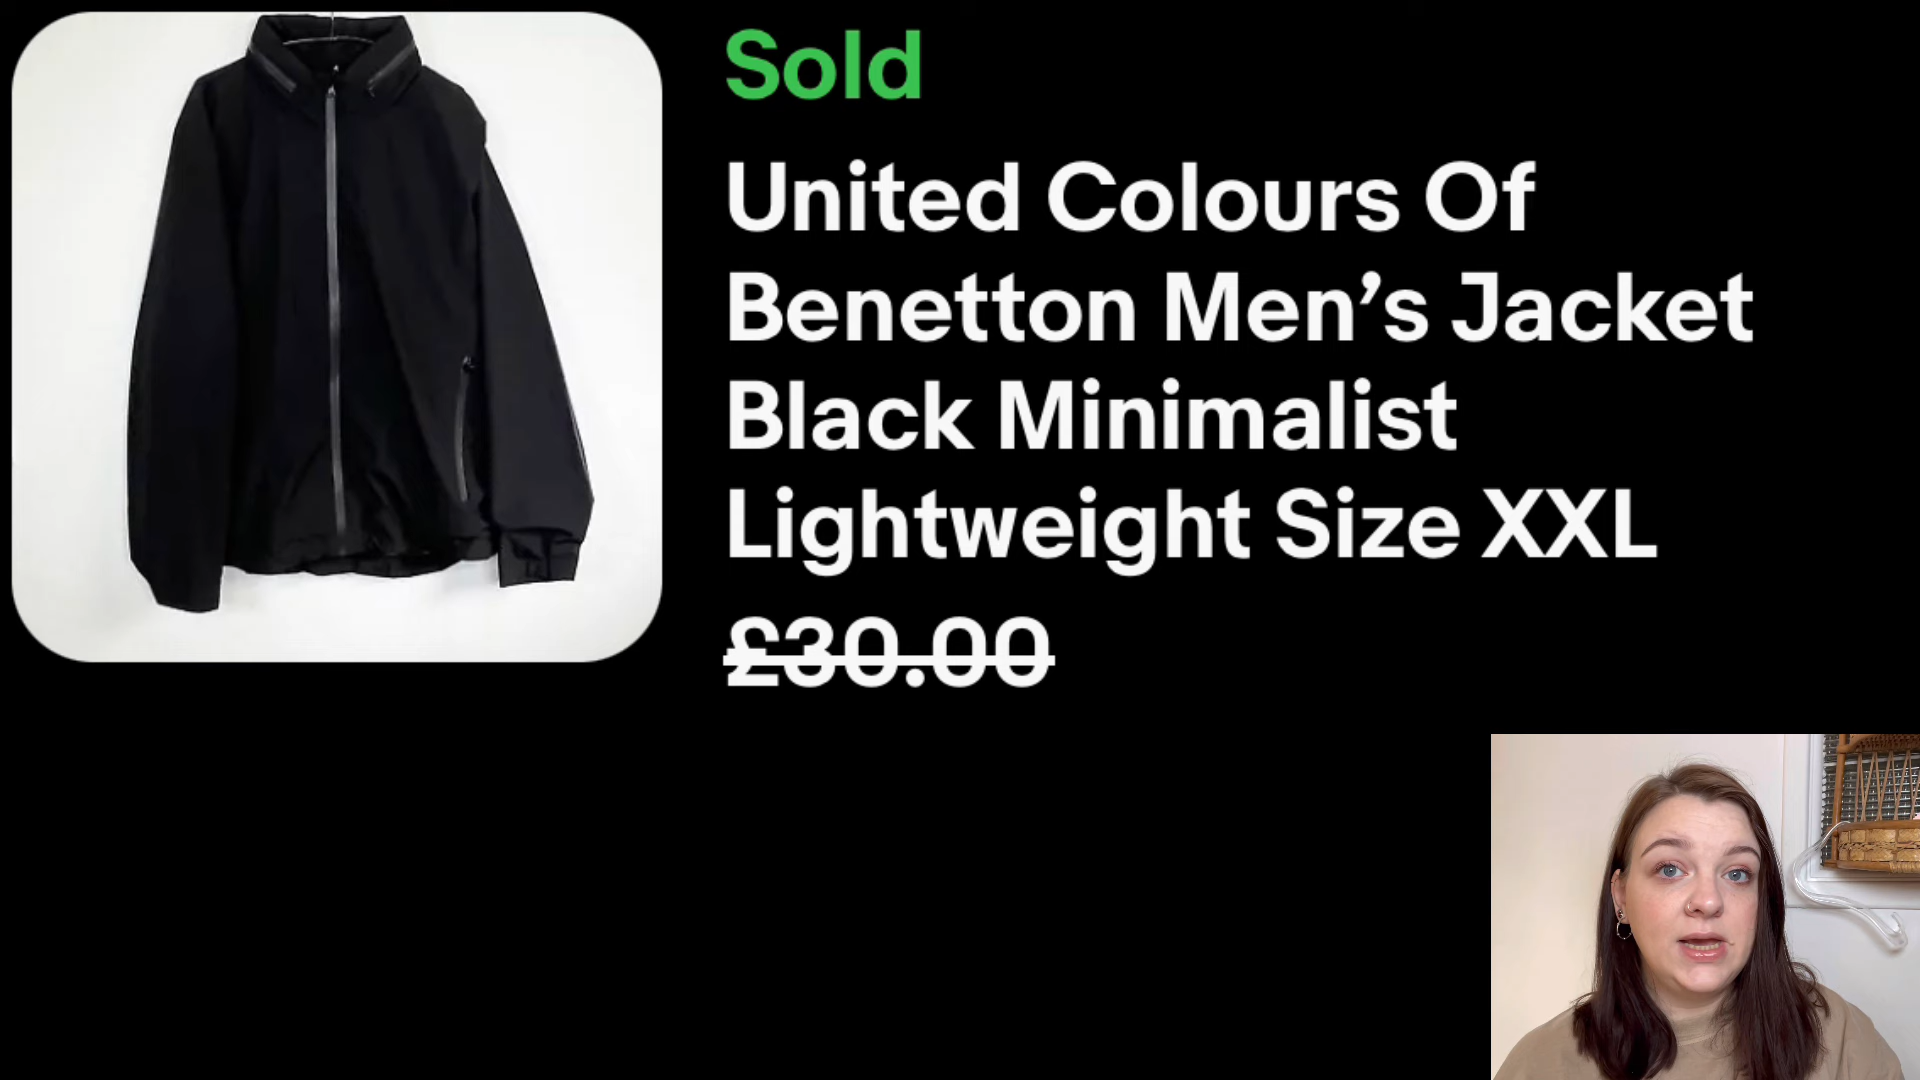 Sold
United Colours Of
Benetton Men’s Jacket
Black Minimalist
Lightweight Size XXL
£30.00